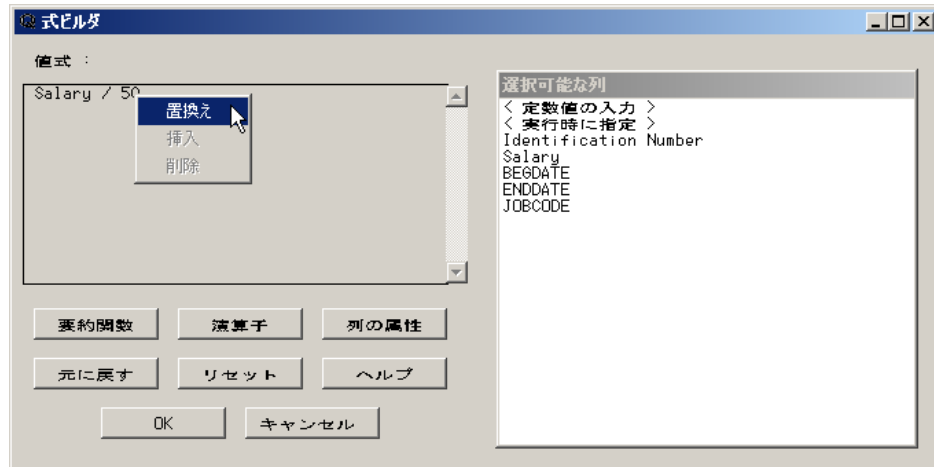 式ビルダ
値式 :
Salary / 50
置換え
挿入
削除
要約関数
演算子
列の属性
元に戻す
リセット
ヘルプ
OK
キャンセル
選択可能な列
< 定数値の入力 >
< 実行時に指定 >
Identification Number
Salary
BEGDATE
ENDDATE
JOBCODE